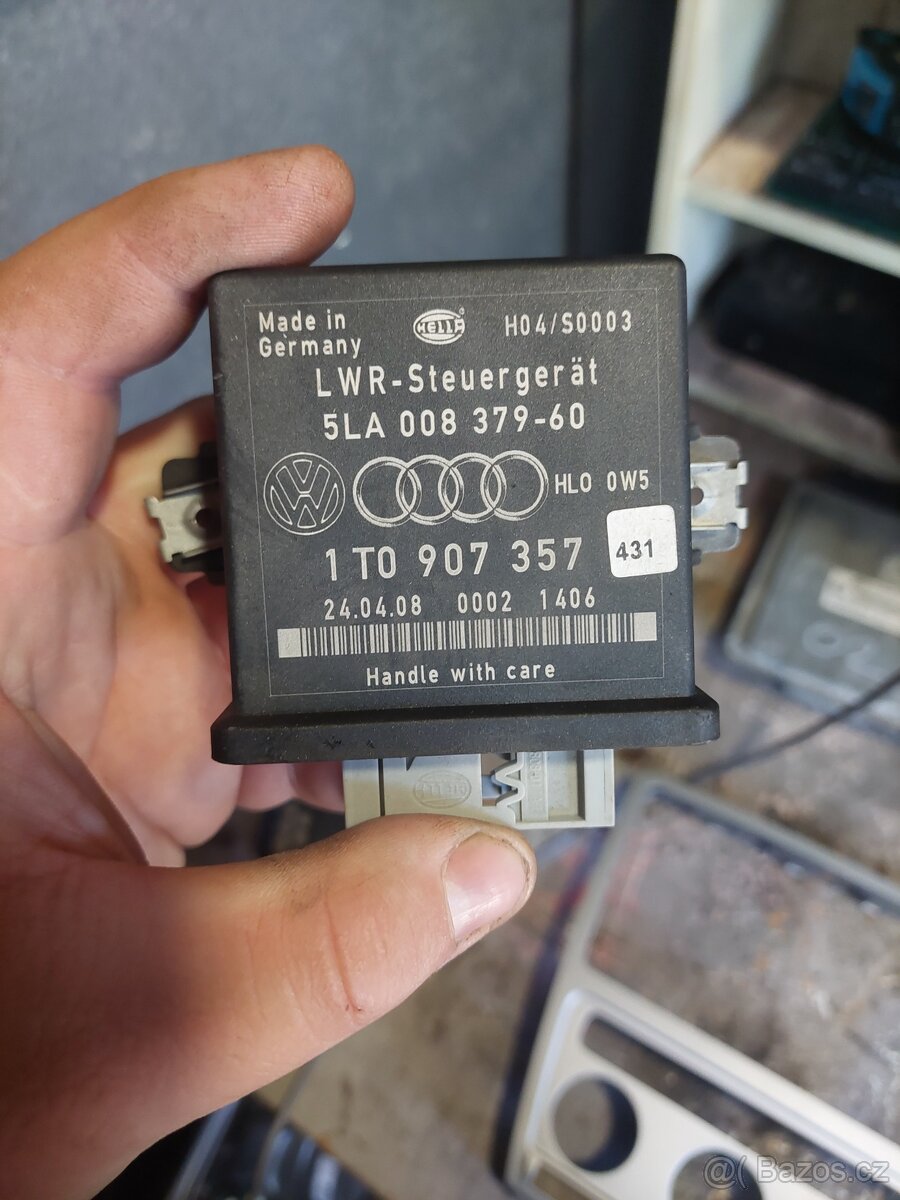 Made in
Germany
HELLA
H04/S0003
LWR-Steuergerät
5LA 008 379-60
HLO 0W5
1T0 907 357
431
24.04.08 0002 1406
Handle with care
HELLA
@( Bazos.cz